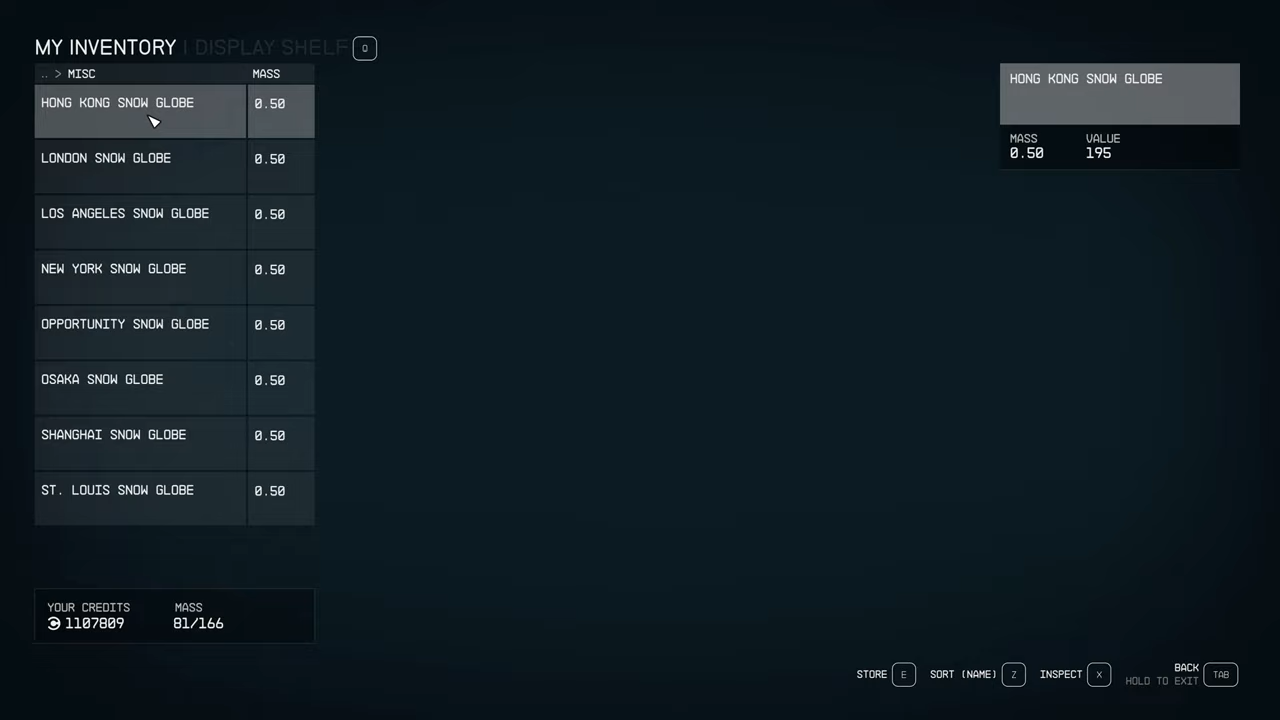 MY INVENTORY | DISPLAY SHELF Q
.. > MISC MASS
HONG KONG SNOW GLOBE 0.50
LONDON SNOW GLOBE 0.50
LOS ANGELES SNOW GLOBE 0.50
NEW YORK SNOW GLOBE 0.50
OPPORTUNITY SNOW GLOBE 0.50
OSAKA SNOW GLOBE 0.50
SHANGHAI SNOW GLOBE 0.50
ST. LOUIS SNOW GLOBE 0.50
YOUR CREDITS MASS
1107809 81/166
HONG KONG SNOW GLOBE
MASS VALUE
0.50 195
STORE E SORT (NAME) Z INSPECT X BACK TAB
HOLD TO EXIT